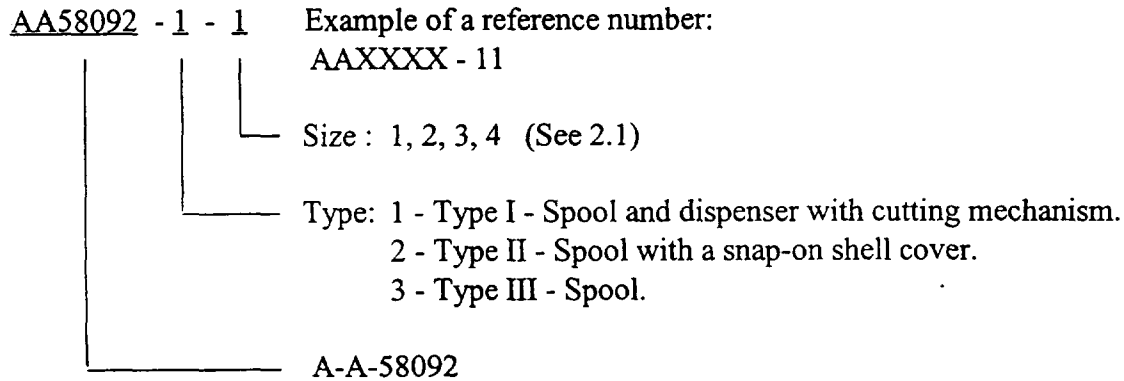 AA58092 - 1 - 1 Example of a reference number:
AAXXXX - 11
Size : 1, 2, 3, 4 (See 2.1)
Type: 1 - Type I - Spool and dispenser with cutting mechanism.
2 - Type II - Spool with a snap-on shell cover.
3 - Type III - Spool.
A-A-58092